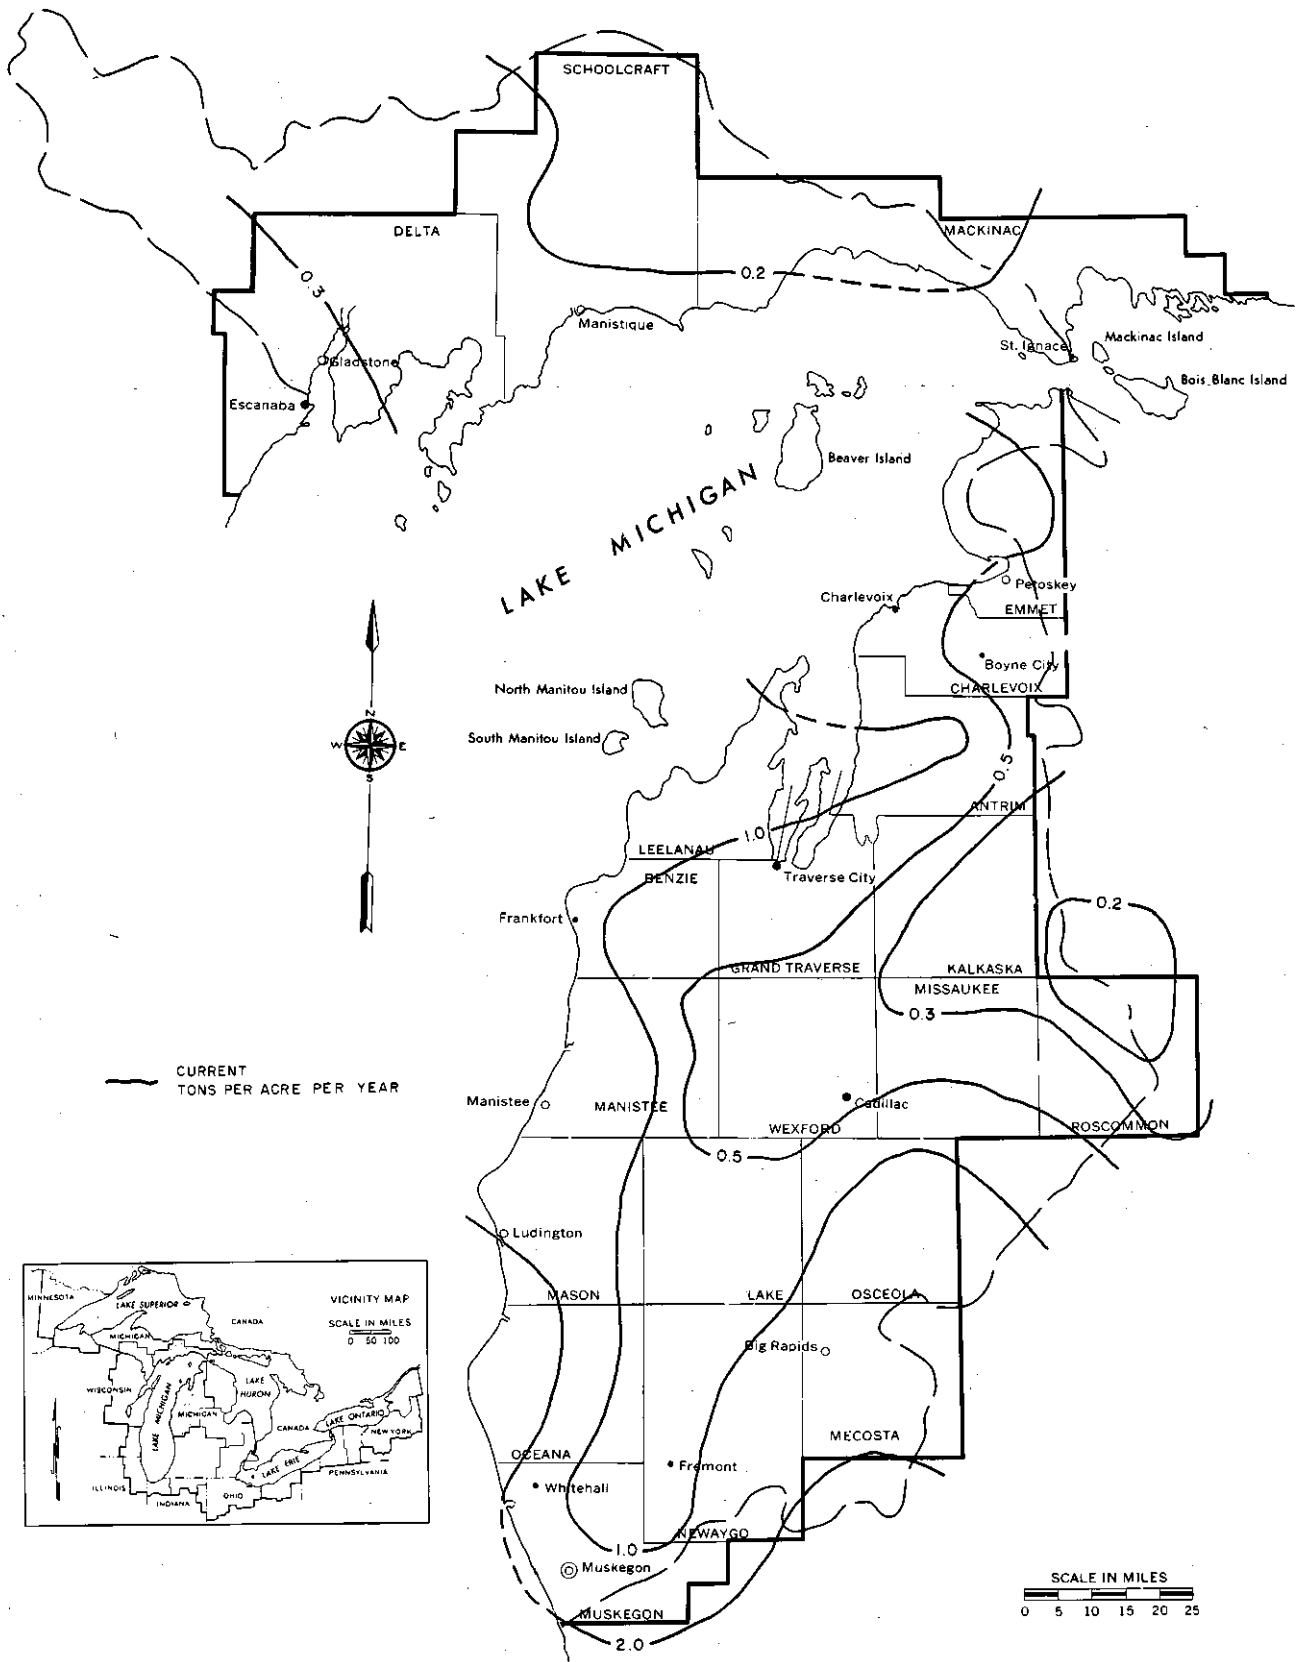 SCHOOLCRAFT
DELTA
MACKINAC
0.2
0.3
Manistique
Mackinac Island
St. Ignace
Gladstone
Bois Blanc Island
Escanaba
Beaver Island
LAKE MICHIGAN
Petoskey
Charlevoix
EMMET
Boyne City
North Manitou Island
CHARLEVOIX
N
South Manitou Island
W E
S
0.5
ANTRIM
1.0
LEELANAU
BENZIE
Traverse City
0.2
Frankfort
GRAND TRAVERSE
KALKASKA
MISSAUKEE
0.3
CURRENT
TONS PER ACRE PER YEAR
Manistee
MANISTEE
Cadillac
WEXFORD
ROSCOMMON
0.5
Ludington
MASON
LAKE
OSCEOLA
Big Rapids
MECOSTA
OCEANA
Fremont
Whitehall
NEWAYGO
1.0
Muskegon
MUSKEGON
2.0
SCALE IN MILES
0 5 10 15 20 25
VICINITY MAP
SCALE IN MILES
0 50 100
MINNESOTA
LAKE SUPERIOR
CANADA
MICHIGAN
WISCONSIN
LAKE MICHIGAN
LAKE HURON
MICHIGAN
CANADA
LAKE ONTARIO
NEW YORK
LAKE ERIE
PENNSYLVANIA
ILLINOIS
INDIANA
OHIO